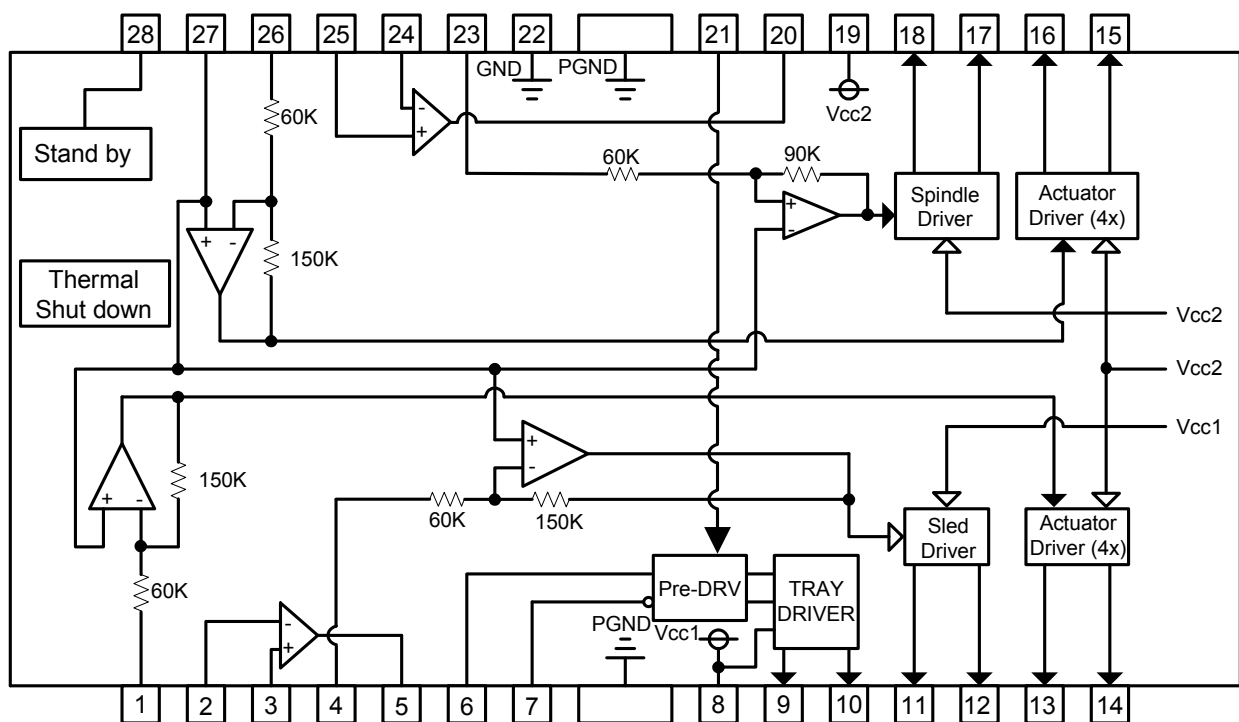 28 27 26 25 24 23 22 21 20 19 18 17 16 15
GND
PGND
Vcc2
60K
Stand by
-
+
60K
90K
+
-
Spindle
Driver
Actuator
Driver (4x)
+ -
150K
Thermal
Shut down
Vcc2
Vcc2
Vcc1
+
-
150K
+ -
60K
150K
Sled
Driver
Actuator
Driver (4x)
60K
Pre-DRV
TRAY
DRIVER
-
+
PGND
Vcc1
1 2 3 4 5 6 7 8 9 10 11 12 13 14